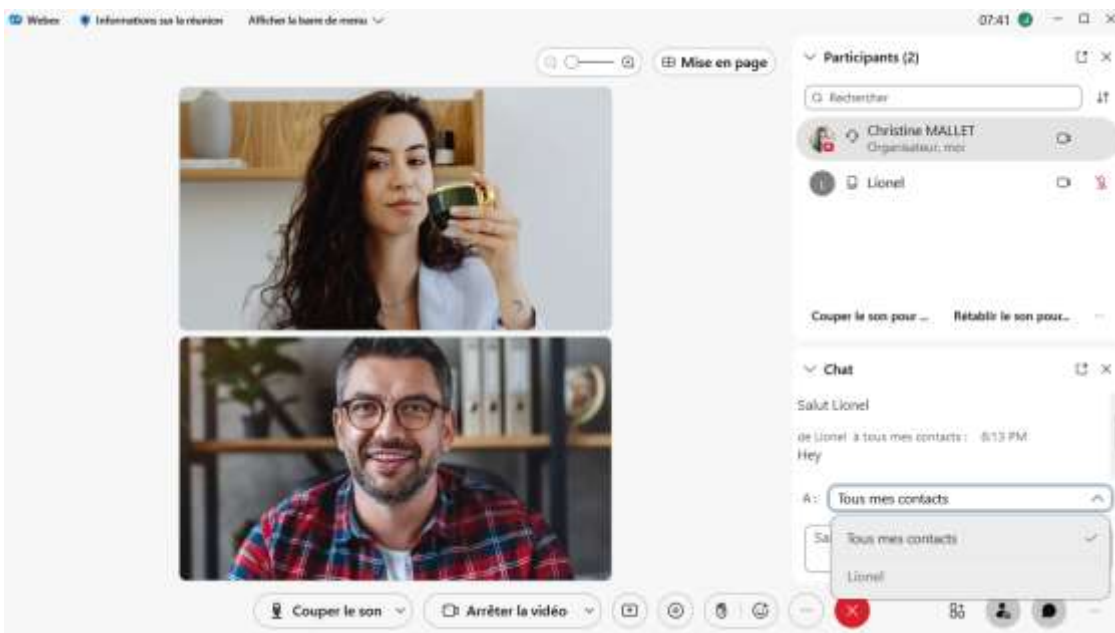 Webex
Informations sur la réunion
Afficher la barre de menu
07:41
Mise en page
Participants (2)
Rechercher
Christine MALLET
Organisateur, moi
Lionel
Couper le son pour ...
Rétablir le son pour...
Chat
Salut Lionel
de Lionel à tous mes contacts : 6:13 PM
Hey
A : Tous mes contacts
Sa
Tous mes contacts
Lionel
Couper le son
Arrêter la vidéo